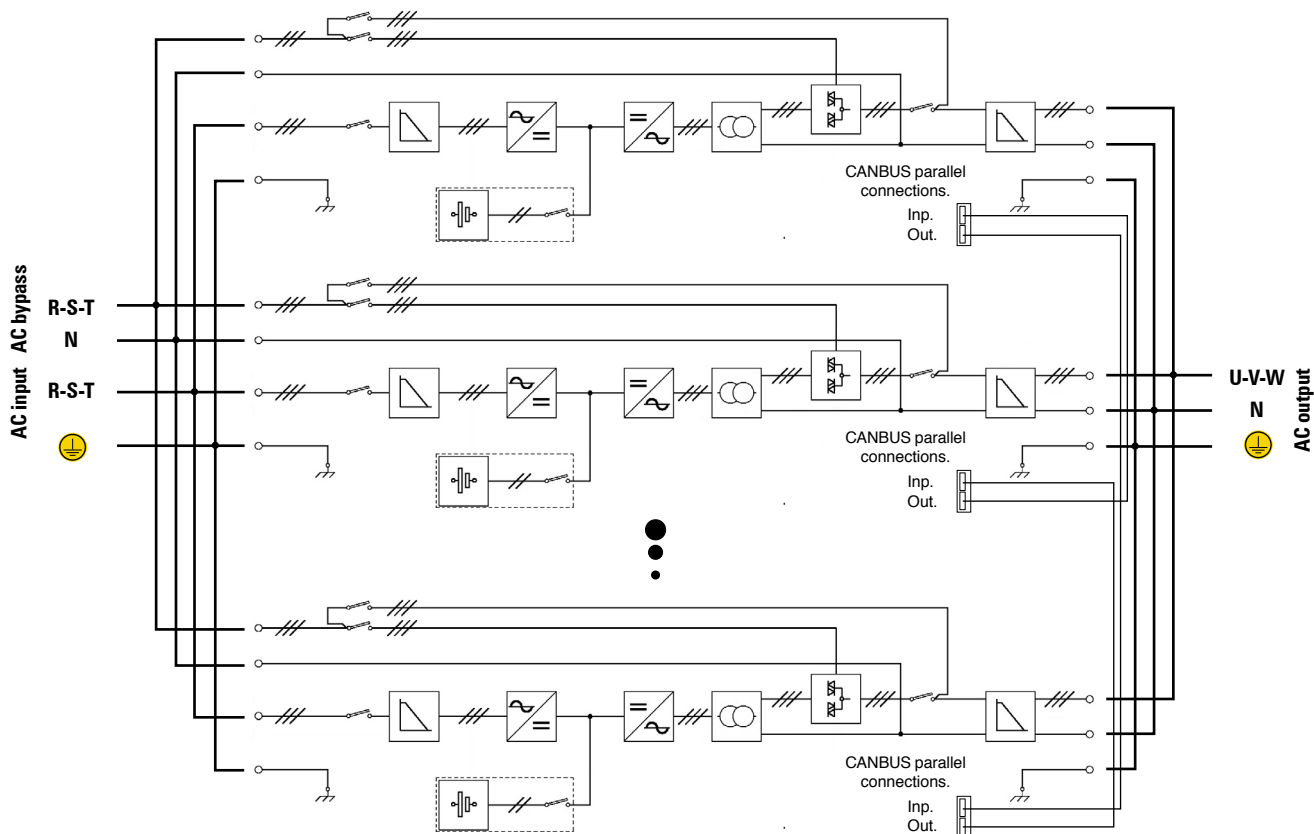 CANBUS parallel
connections.
Inp.
Out.
AC bypass
R-S-T
N
AC input
R-S-T
U-V-W
N
AC output
CANBUS parallel
connections.
Inp.
Out.
CANBUS parallel
connections.
Inp.
Out.